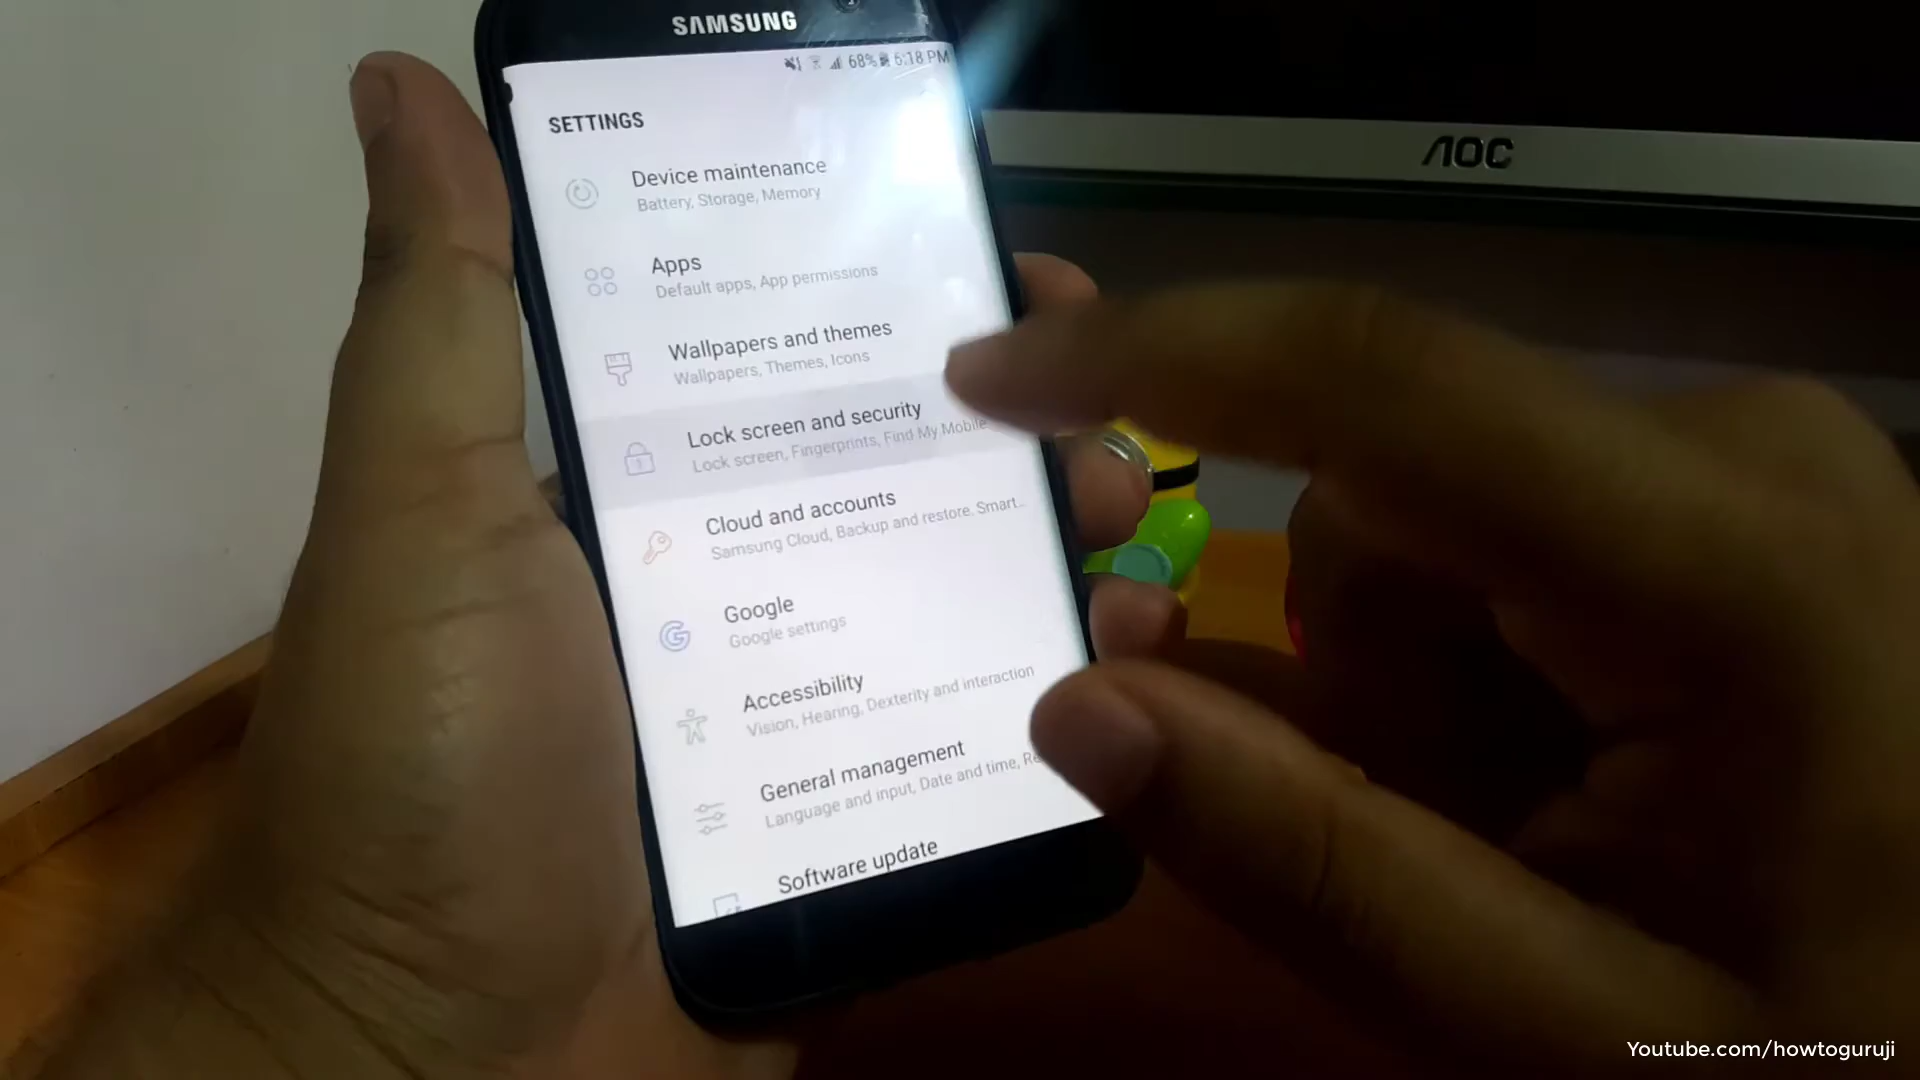 SAMSUNG
68% 6:18 PM
SETTINGS
Device maintenance
Battery, Storage, Memory
Apps
Default apps, App permissions
Wallpapers and themes
Wallpapers, Themes, Icons
Lock screen and security
Lock screen, Fingerprints, Find My Mobile
Cloud and accounts
Samsung Cloud, Backup and restore, Smart...
Google
Google settings
Accessibility
Vision, Hearing, Dexterity and interaction
General management
Language and input, Date and time, Re
Software update
AOC
Youtube.com/howtoguruji